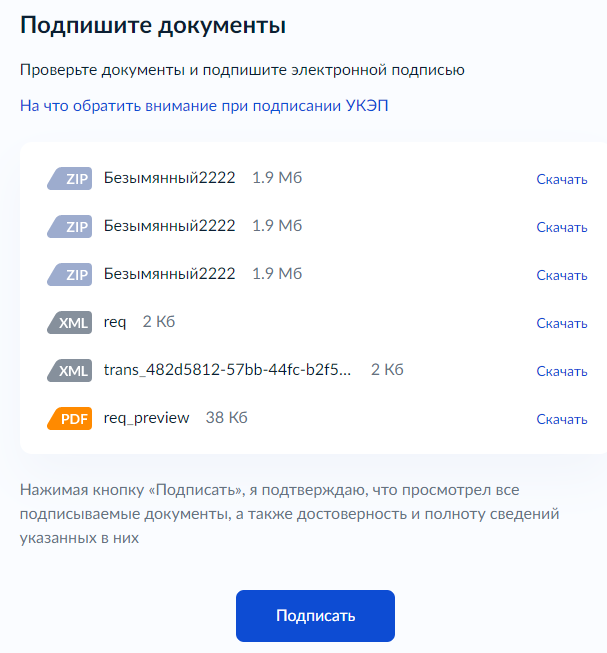 Подпишите документы
Проверьте документы и подпишите электронной подписью
На что обратить внимание при подписании УКЭП
ZIP Безымянный2222 1.9 Мб Скачать
ZIP Безымянный2222 1.9 Мб Скачать
ZIP Безымянный2222 1.9 Мб Скачать
XML req 2 Кб Скачать
XML trans_482d5812-57bb-44fc-b2f5... 2 Кб Скачать
PDF req_preview 38 Кб Скачать
Нажимая кнопку «Подписать», я подтверждаю, что просмотрел все
подписываемые документы, а также достоверность и полноту сведений
указанных в них
Подписать